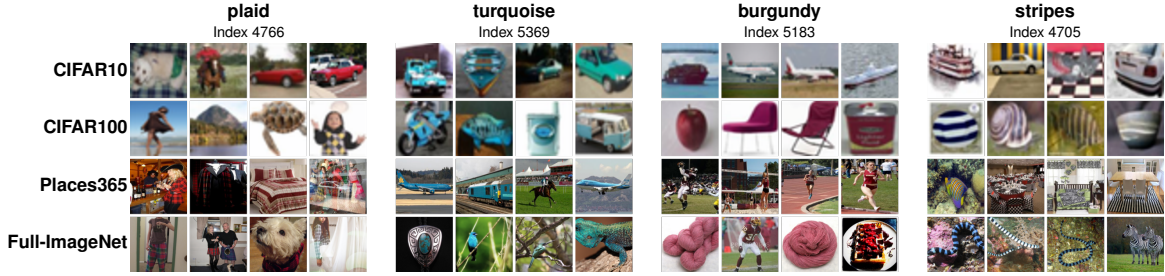 plaid
Index 4766
turquoise
Index 5369
burgundy
Index 5183
stripes
Index 4705
CIFAR10
CIFAR100
Places365
Full-ImageNet